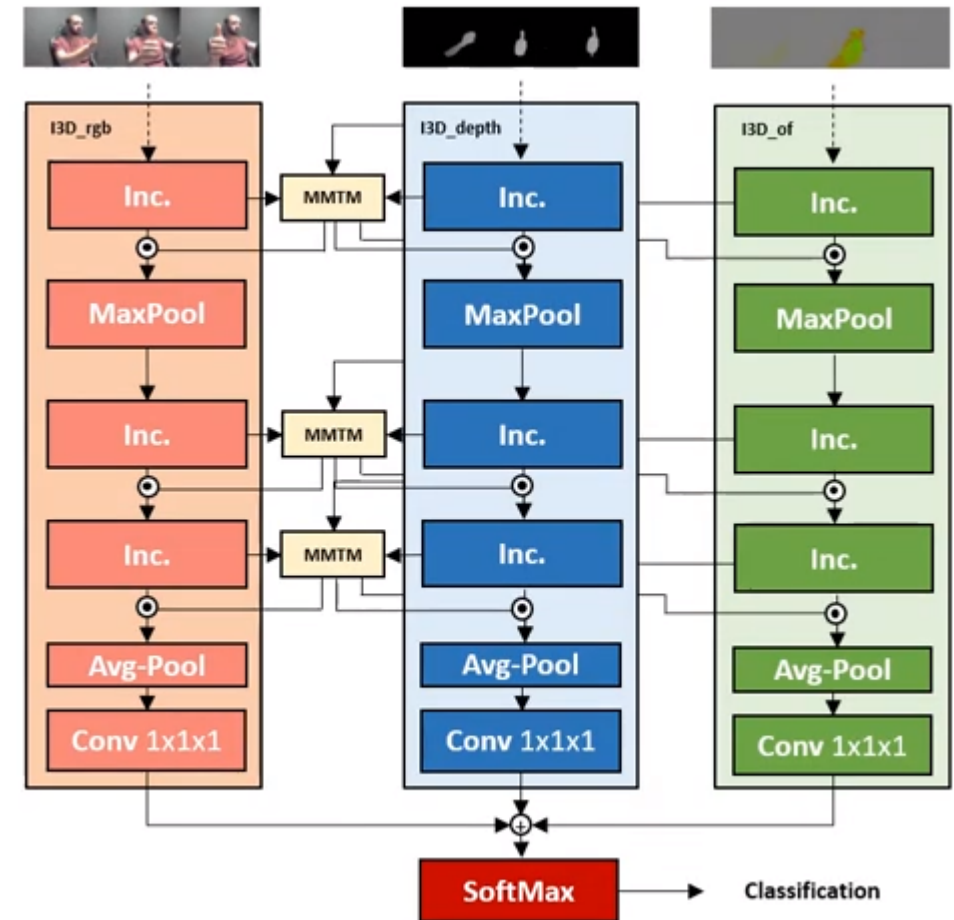 I3D_rgb
I3D_depth
I3D_of
Inc.
MMTM
Inc.
Inc.
MaxPool
MaxPool
MaxPool
Inc.
MMTM
Inc.
Inc.
Inc.
MMTM
Inc.
Inc.
Avg-Pool
Avg-Pool
Avg-Pool
Conv 1x1x1
Conv 1x1x1
Conv 1x1x1
+
SoftMax
Classification